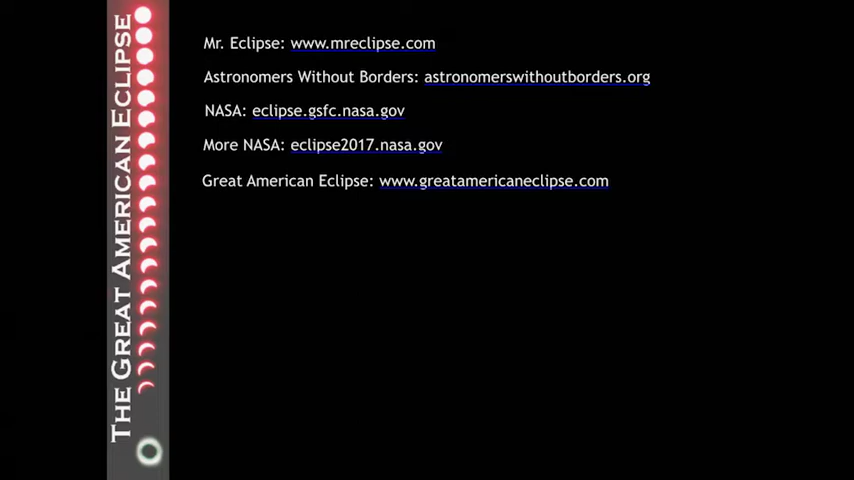 THE GREAT AMERICAN ECLIPSE
Mr. Eclipse: www.mreclipse.com
Astronomers Without Borders: astronomerswithoutborders.org
NASA: eclipse.gsfc.nasa.gov
More NASA: eclipse2017.nasa.gov
Great American Eclipse: www.greatamericaneclipse.com